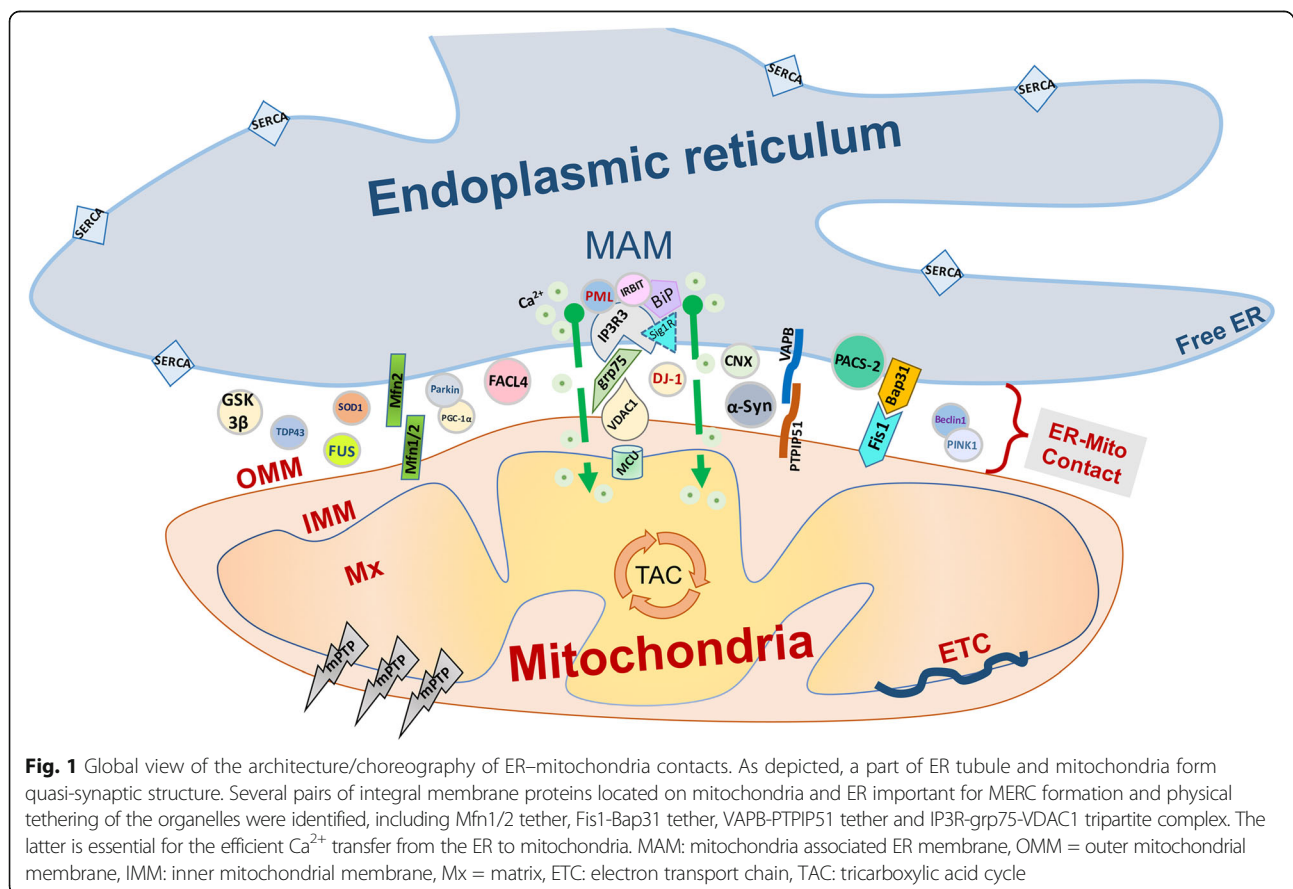 SERCA
SERCA
SERCA
SERCA
SERCA
SERCA
Endoplasmic reticulum
MAM
Free ER
Ca²⁺
PML
IRBIT
BiP
IP3R3
Sig1R
grp75
DJ-1
VDAC1
MCU
CNX
α-Syn
VAPB
PTPIP51
PACS-2
Bap31
Fis1
Beclin1
PINK1
ER-Mito
Contact
GSK
3β
TDP43
SOD1
FUS
Mfn2
Mfn1/2
Parkin
PGC-1α
FACL4
OMM
IMM
Mx
TAC
Mitochondria
mPTP
mPTP
mPTP
ETC
Fig. 1 Global view of the architecture/choreography of ER–mitochondria contacts. As depicted, a part of ER tubule and mitochondria form
quasi-synaptic structure. Several pairs of integral membrane proteins located on mitochondria and ER important for MERC formation and physical
tethering of the organelles were identified, including Mfn1/2 tether, Fis1-Bap31 tether, VAPB-PTPIP51 tether and IP3R-grp75-VDAC1 tripartite complex. The
latter is essential for the efficient Ca²⁺ transfer from the ER to mitochondria. MAM: mitochondria associated ER membrane, OMM = outer mitochondrial
membrane, IMM: inner mitochondrial membrane, Mx = matrix, ETC: electron transport chain, TAC: tricarboxylic acid cycle